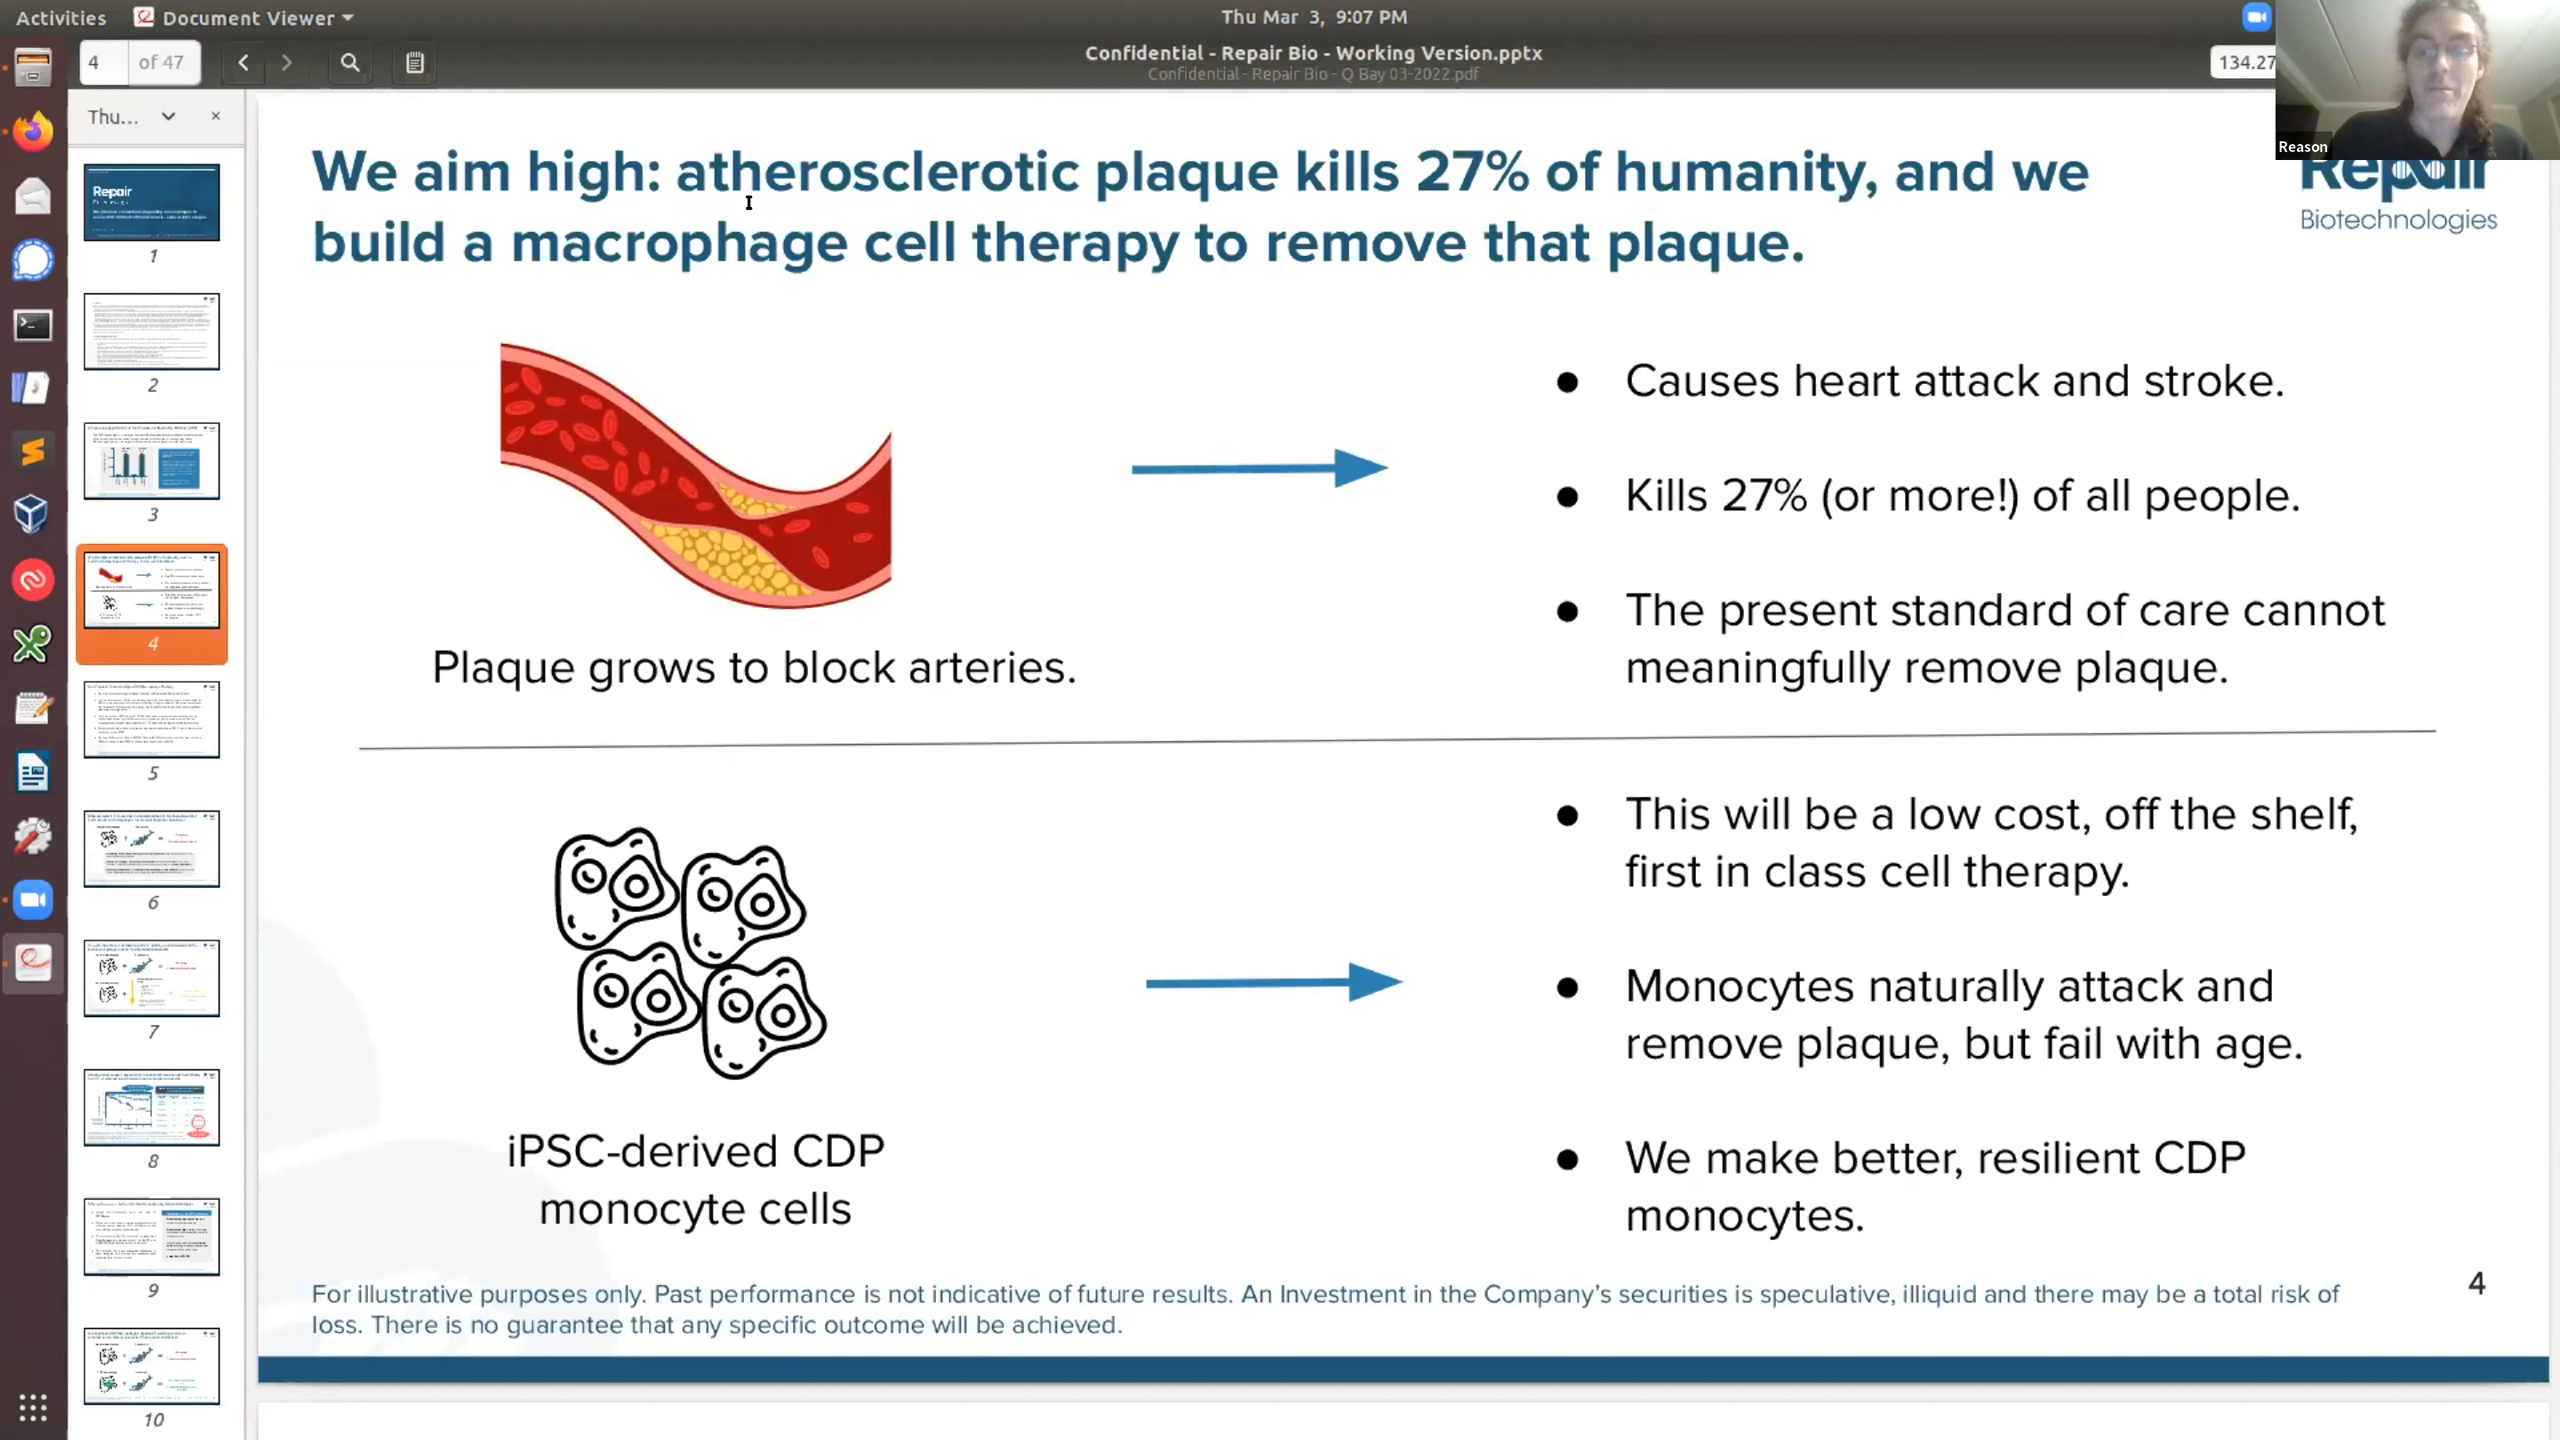 Activities Document Viewer Thu Mar 3, 9:07 PM
4 of 47
Confidential - Repair Bio - Working Version.pptx
Confidential - Repair Bio - Q Bay 03-2022.pdf
134.27
Reason
Thu...
1
2
3
4
5
6
7
8
9
10
Repair
Biotechnologies
We aim high: atherosclerotic plaque kills 27% of humanity, and we
build a macrophage cell therapy to remove that plaque.
Plaque grows to block arteries.
● Causes heart attack and stroke.
● Kills 27% (or more!) of all people.
● The present standard of care cannot
meaningfully remove plaque.
iPSC-derived CDP
monocyte cells
● This will be a low cost, off the shelf,
first in class cell therapy.
● Monocytes naturally attack and
remove plaque, but fail with age.
● We make better, resilient CDP
monocytes.
For illustrative purposes only. Past performance is not indicative of future results. An Investment in the Company’s securities is speculative, illiquid and there may be a total risk of
loss. There is no guarantee that any specific outcome will be achieved.
4